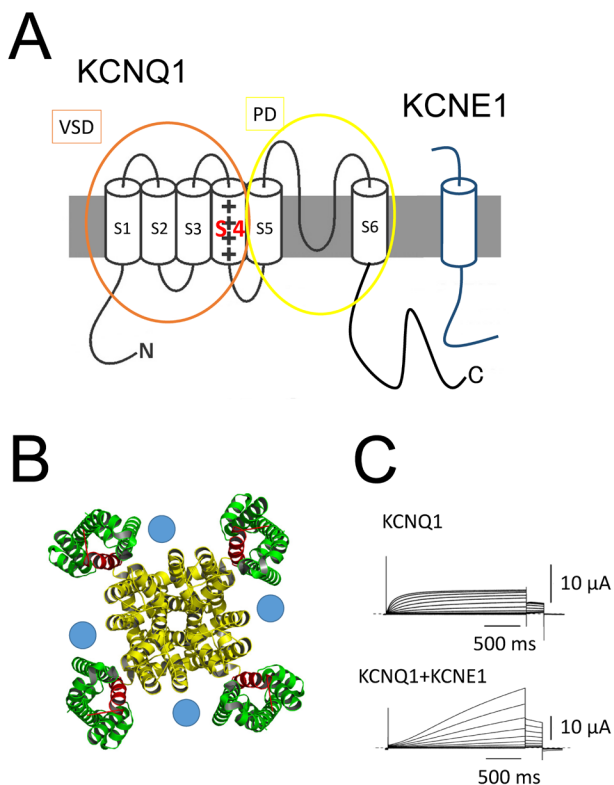 A
KCNQ1
KCNE1
VSD
PD
S1 S2 S3 S4 S5 S6
++++
N
C
B
C
KCNQ1
10 µA
500 ms
KCNQ1+KCNE1
10 µA
500 ms